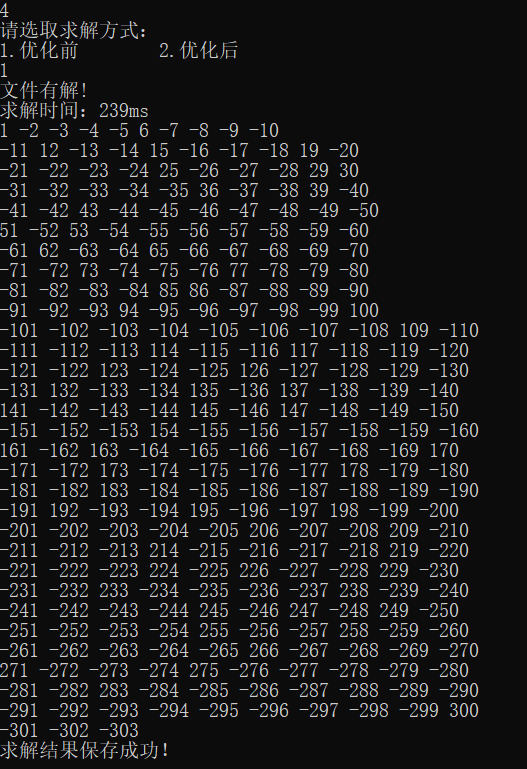 4
请选取求解方式：
1.优化前 2.优化后
1
文件有解!
求解时间：239ms
1 -2 -3 -4 -5 6 -7 -8 -9 -10
-11 12 -13 -14 15 -16 -17 -18 19 -20
-21 -22 -23 -24 25 -26 -27 -28 29 30
-31 -32 -33 -34 -35 36 -37 -38 39 -40
-41 -42 43 -44 -45 -46 -47 -48 -49 -50
51 -52 53 -54 -55 -56 -57 -58 -59 -60
-61 62 -63 -64 65 -66 -67 -68 -69 -70
-71 -72 73 -74 -75 -76 77 -78 -79 -80
-81 -82 -83 -84 85 86 -87 -88 -89 -90
-91 -92 -93 94 -95 -96 -97 -98 -99 100
-101 -102 -103 -104 -105 -106 -107 -108 109 -110
-111 -112 -113 114 -115 -116 117 -118 -119 -120
-121 -122 123 -124 -125 126 -127 -128 -129 -130
-131 132 -133 -134 135 -136 137 -138 -139 -140
141 -142 -143 -144 145 -146 147 -148 -149 -150
-151 -152 -153 154 -155 -156 -157 -158 -159 -160
161 -162 163 -164 -165 -166 -167 -168 -169 170
-171 -172 173 -174 -175 -176 -177 178 -179 -180
-181 -182 183 -184 -185 -186 -187 -188 -189 -190
-191 192 -193 -194 195 -196 -197 198 -199 -200
-201 -202 -203 -204 -205 206 -207 -208 209 -210
-211 -212 -213 214 -215 -216 -217 -218 219 -220
-221 -222 -223 224 -225 226 -227 -228 229 -230
-231 -232 233 -234 -235 -236 -237 238 -239 -240
-241 -242 -243 -244 245 -246 247 -248 249 -250
-251 -252 -253 -254 255 -256 -257 258 -259 -260
-261 -262 -263 -264 -265 266 -267 -268 -269 -270
271 -272 -273 -274 275 -276 -277 -278 -279 -280
-281 -282 283 -284 -285 -286 -287 -288 -289 -290
-291 -292 -293 -294 -295 -296 -297 -298 -299 300
-301 -302 -303
求解结果保存成功!